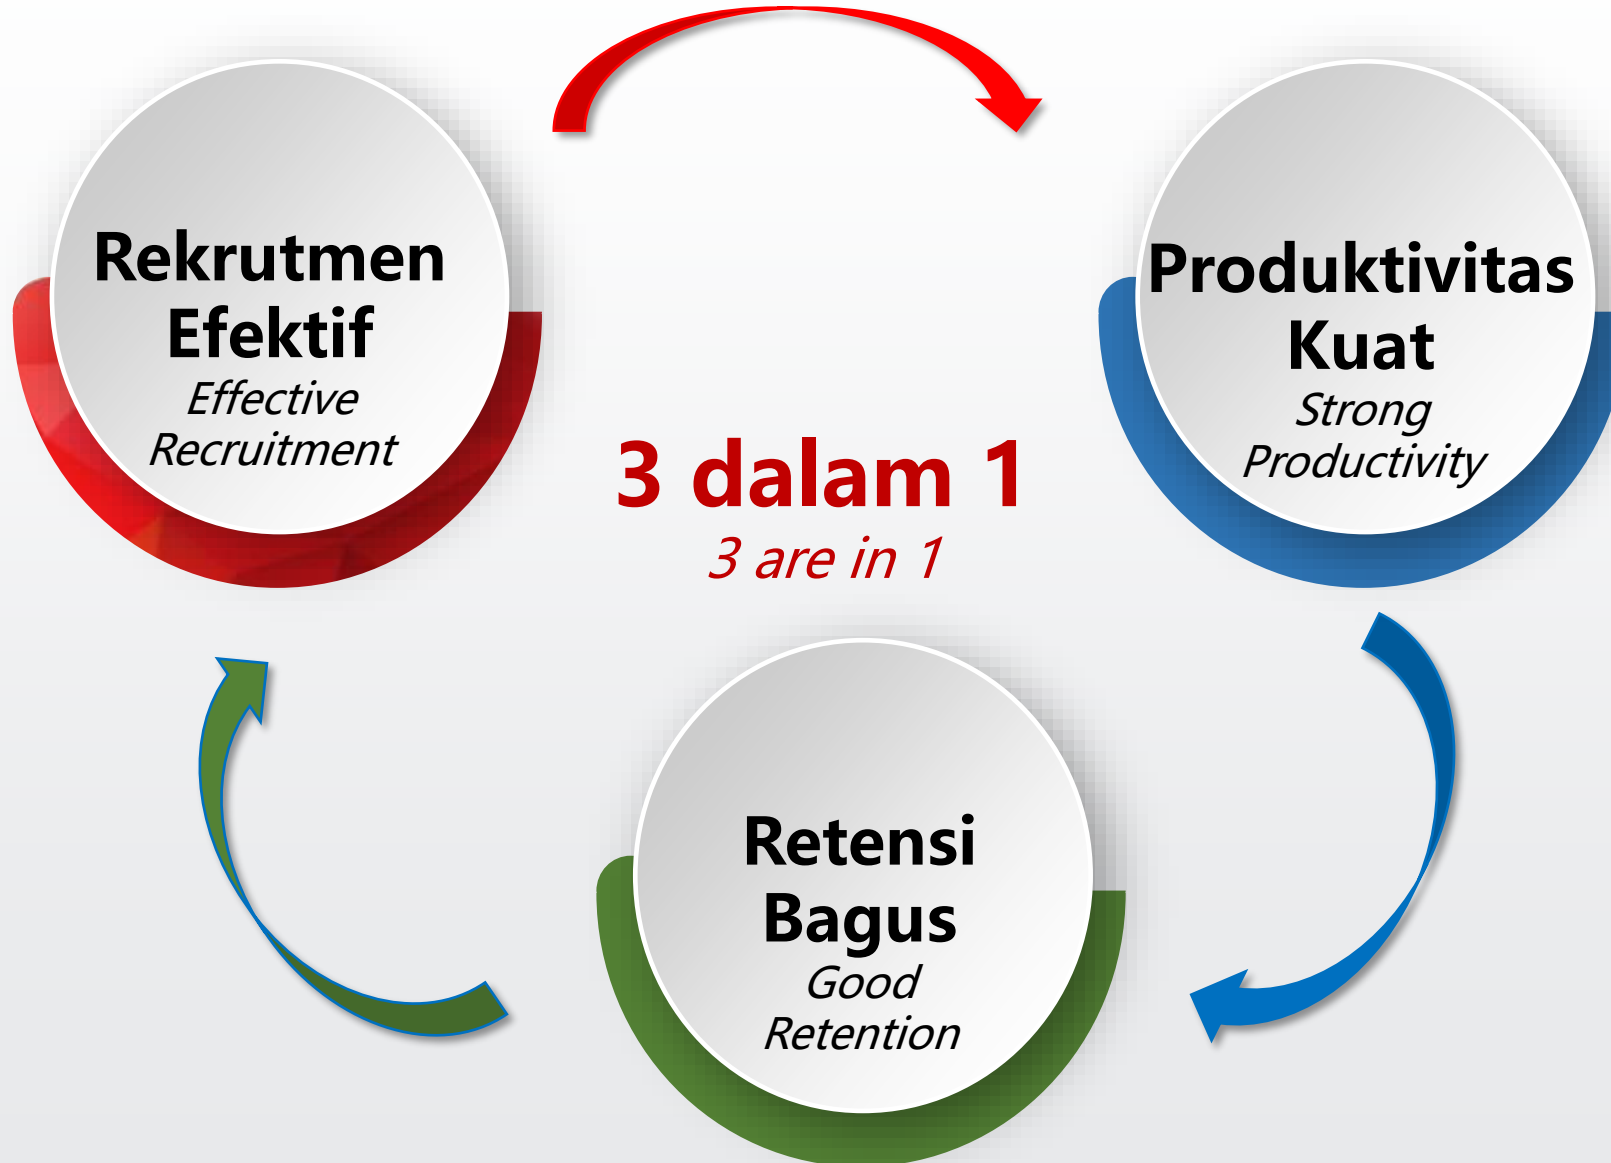 Rekrutmen
Efektif
Effective
Recruitment
Produktivitas
Kuat
Strong
Productivity
3 dalam 1
3 are in 1
Retensi
Bagus
Good
Retention